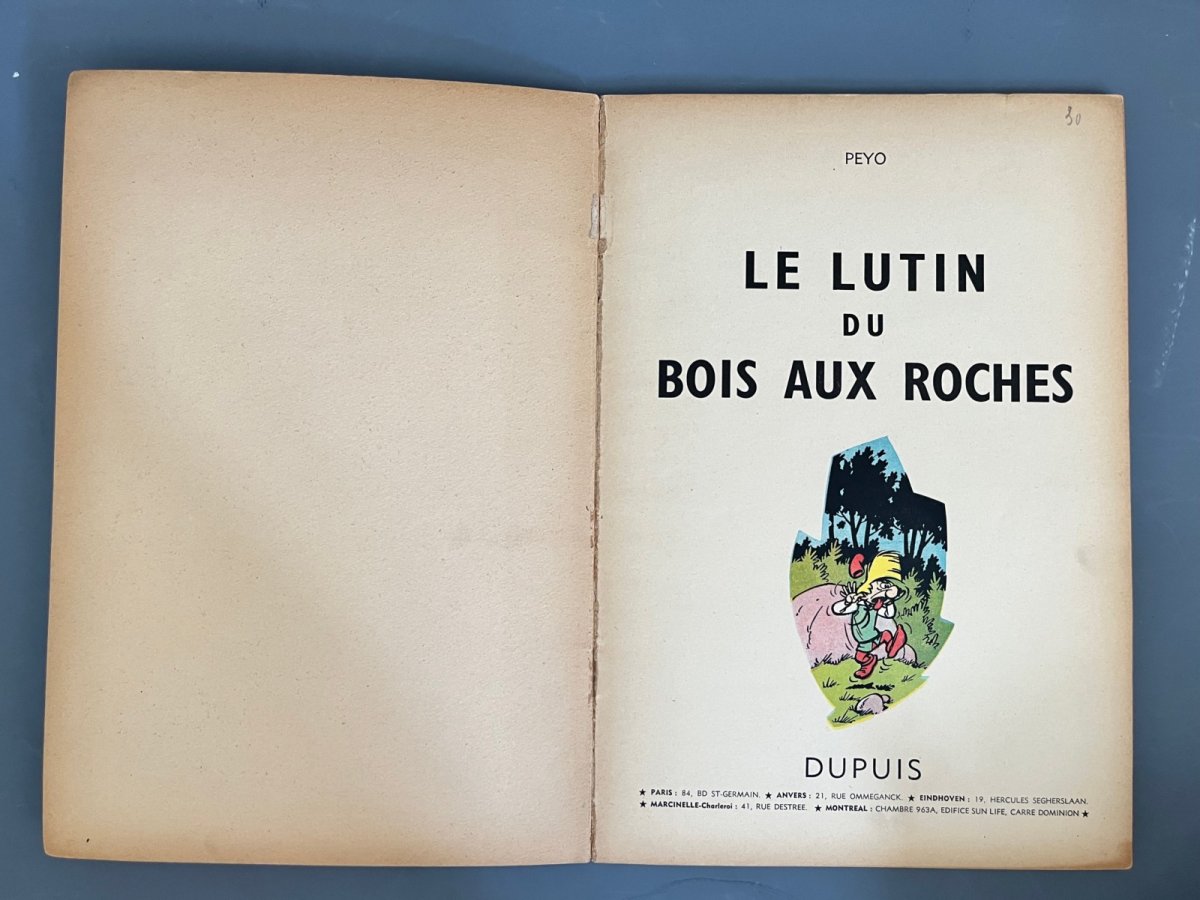 30
PEYO
LE LUTIN
DU
BOIS AUX ROCHES
DUPUIS
★ PARIS : 84, BD ST-GERMAIN. ★ ANVERS : 21, RUE OMMEGANCK. ★ EINDHOVEN : 19, HERCULES SEGHERSLAAN.
★ MARCINELLE-Charleroi : 41, RUE DESTREE. ★ MONTREAL : CHAMBRE 963A, EDIFICE SUN LIFE, CARRE DOMINION ★